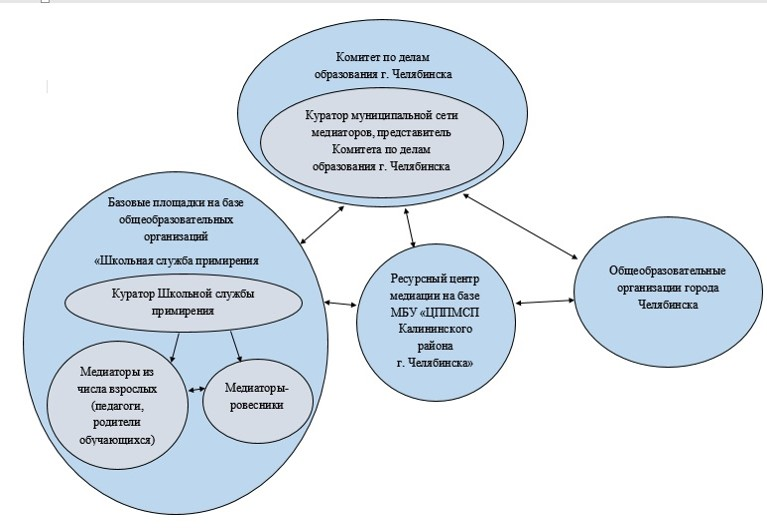 Комитет по делам
образования г. Челябинска
Куратор муниципальной сети
медиаторов, представитель
Комитета по делам
образования г. Челябинска
Базовые площадки на базе
общеобразовательных
организаций
«Школьная служба примирения
Куратор Школьной службы
примирения
Медиаторы из
числа взрослых
(педагоги,
родители
обучающихся)
Медиаторы-
ровесники
Ресурсный центр
медиации на базе
МБУ «ЦППМСП
Калининского
района
г. Челябинска»
Общеобразовательные
организации города
Челябинска